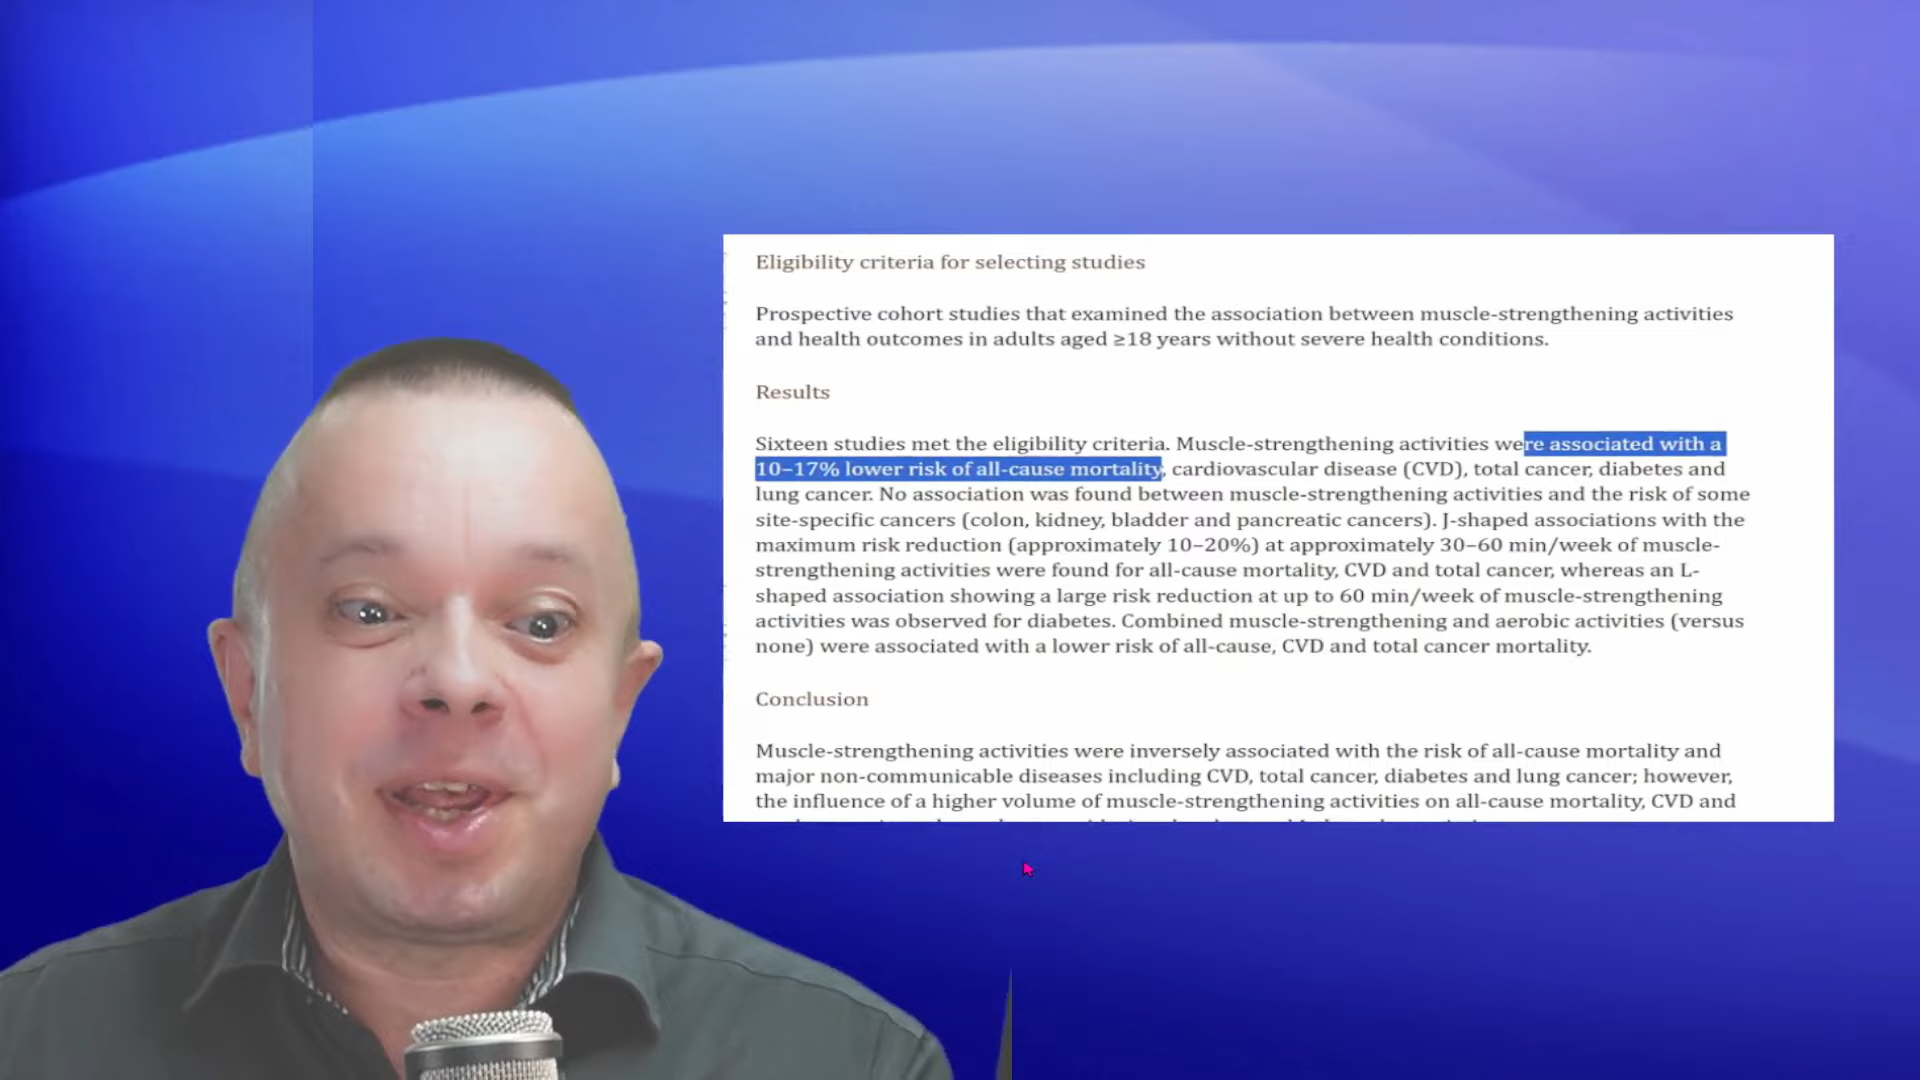 Eligibility criteria for selecting studies
Prospective cohort studies that examined the association between muscle-strengthening activities
and health outcomes in adults aged ≥18 years without severe health conditions.
Results
Sixteen studies met the eligibility criteria. Muscle-strengthening activities were associated with a
10–17% lower risk of all-cause mortality, cardiovascular disease (CVD), total cancer, diabetes and
lung cancer. No association was found between muscle-strengthening activities and the risk of some
site-specific cancers (colon, kidney, bladder and pancreatic cancers). J-shaped associations with the
maximum risk reduction (approximately 10–20%) at approximately 30–60 min/week of muscle-
strengthening activities were found for all-cause mortality, CVD and total cancer, whereas an L-
shaped association showing a large risk reduction at up to 60 min/week of muscle-strengthening
activities was observed for diabetes. Combined muscle-strengthening and aerobic activities (versus
none) were associated with a lower risk of all-cause, CVD and total cancer mortality.
Conclusion
Muscle-strengthening activities were inversely associated with the risk of all-cause mortality and
major non-communicable diseases including CVD, total cancer, diabetes and lung cancer; however,
the influence of a higher volume of muscle-strengthening activities on all-cause mortality, CVD and